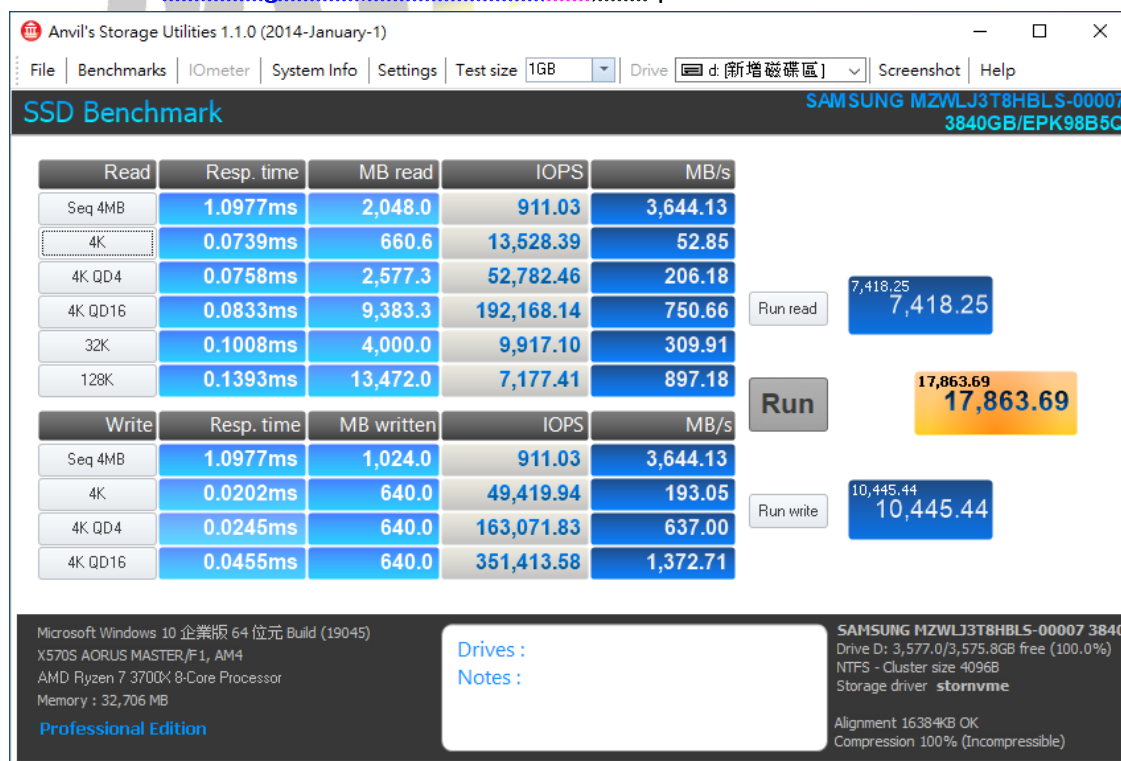 Anvil's Storage Utilities 1.1.0 (2014-January-1)
File Benchmarks IOmeter System Info Settings Test size 1GB Drive d: [新增磁碟區] Screenshot Help
SSD Benchmark
SAMSUNG MZWLJ3T8HBLS-00007
3840GB/EPK98B5Q
Read Resp. time MB read IOPS MB/s
Seq 4MB 1.0977ms 2,048.0 911.03 3,644.13
4K 0.0739ms 660.6 13,528.39 52.85
4K QD4 0.0758ms 2,577.3 52,782.46 206.18
4K QD16 0.0833ms 9,383.3 192,168.14 750.66
32K 0.1008ms 4,000.0 9,917.10 309.91
128K 0.1393ms 13,472.0 7,177.41 897.18
Run read
7,418.25
7,418.25
Run
17,863.69
17,863.69
Write Resp. time MB written IOPS MB/s
Seq 4MB 1.0977ms 1,024.0 911.03 3,644.13
4K 0.0202ms 640.0 49,419.94 193.05
4K QD4 0.0245ms 640.0 163,071.83 637.00
4K QD16 0.0455ms 640.0 351,413.58 1,372.71
Run write
10,445.44
10,445.44
Microsoft Windows 10 企業版 64 位元 Build (19045)
X570S AORUS MASTER/F1, AM4
AMD Ryzen 7 3700X 8-Core Processor
Memory : 32,706 MB
Professional Edition
Drives :
Notes :
SAMSUNG MZWLJ3T8HBLS-00007 3840
Drive D: 3,577.0/3,575.8GB free (100.0%)
NTFS - Cluster size 4096B
Storage driver stornvme
Alignment 16384KB OK
Compression 100% (Incompressible)